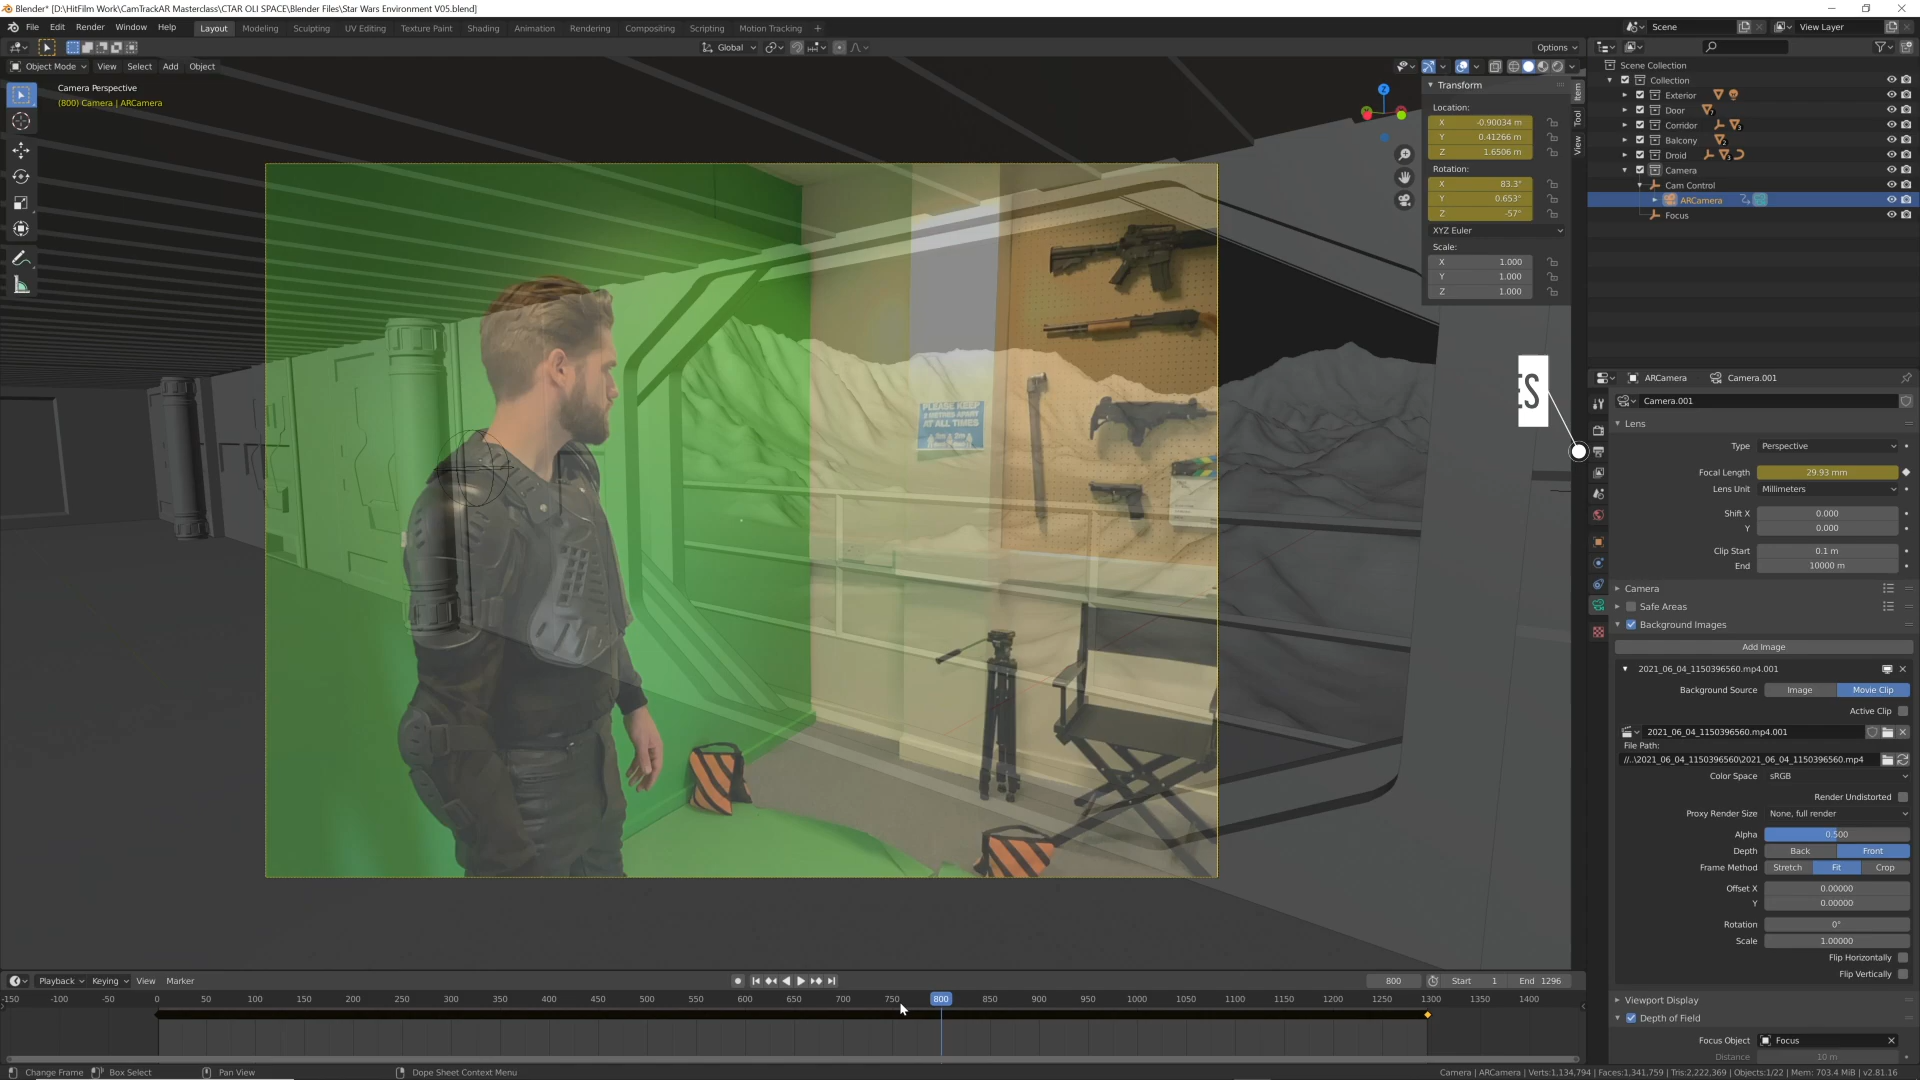 Blender* [D:\HitFilm Work\CamTrackAR Masterclass\CTAR OLI SPACE\Blender Files\Star Wars Environment V05.blend]
File Edit Render Window Help
Layout Modeling Sculpting UV Editing Texture Paint Shading Animation Rendering Compositing Scripting Motion Tracking +
Scene
View Layer
Global
Options
Object Mode View Select Add Object
Camera Perspective
(800) Camera | ARCamera
Z
Transform
Location:
X -0.90034 m
Y 0.41266 m
Z 1.6506 m
Rotation:
X 83.3°
Y 0.653°
Z -57°
XYZ Euler
Scale:
X 1.000
Y 1.000
Z 1.000
Item
Tool
View
Scene Collection
Collection
Exterior
Door
Corridor
Balcony
Droid
Camera
Cam Control
ARCamera
Focus
PLEASE KEEP
2 METRES APART
AT ALL TIMES
ES
ARCamera Camera.001
Camera.001
Lens
Type Perspective
Focal Length 29.93 mm
Lens Unit Millimeters
Shift X 0.000
Y 0.000
Clip Start 0.1 m
End 10000 m
Camera
Safe Areas
Background Images
Add Image
2021_06_04_1150396560.mp4.001
Background Source Image Movie Clip
Active Clip
2021_06_04_1150396560.mp4.001
File Path:
//..\2021_06_04_1150396560\2021_06_04_1150396560.mp4
Color Space sRGB
Render Undistorted
Proxy Render Size None, full render
Alpha 0.500
Depth Back Front
Frame Method Stretch Fit Crop
Offset X 0.00000
Y 0.00000
Rotation 0°
Scale 1.00000
Flip Horizontally
Flip Vertically
Viewport Display
Depth of Field
Focus Object Focus
Distance 10 m
Playback Keying View Marker
800 Start 1 End 1296
-150 -100 -50 0 50 100 150 200 250 300 350 400 450 500 550 600 650 700 750 800 850 900 950 1000 1050 1100 1150 1200 1250 1300 1350 1400
Change Frame Box Select Pan View Dope Sheet Context Menu
Camera | ARCamera | Verts:1,134,794 | Faces:1,341,759 | Tris:2,222,369 | Objects:1/22 | Mem: 703.4 MiB | v2.81.16